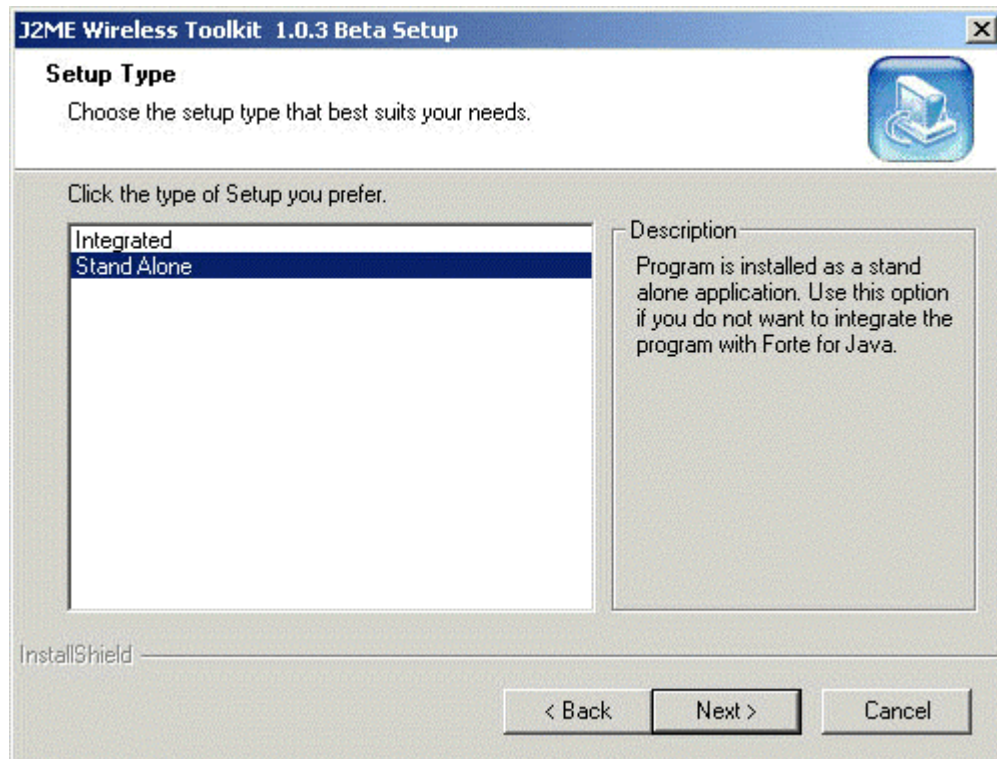 J2ME Wireless Toolkit 1.0.3 Beta Setup
Setup Type
Choose the setup type that best suits your needs.
Click the type of Setup you prefer.
Integrated
Stand Alone
Description
Program is installed as a stand
alone application. Use this option
if you do not want to integrate the
program with Forte for Java.
InstallShield
< Back
Next >
Cancel